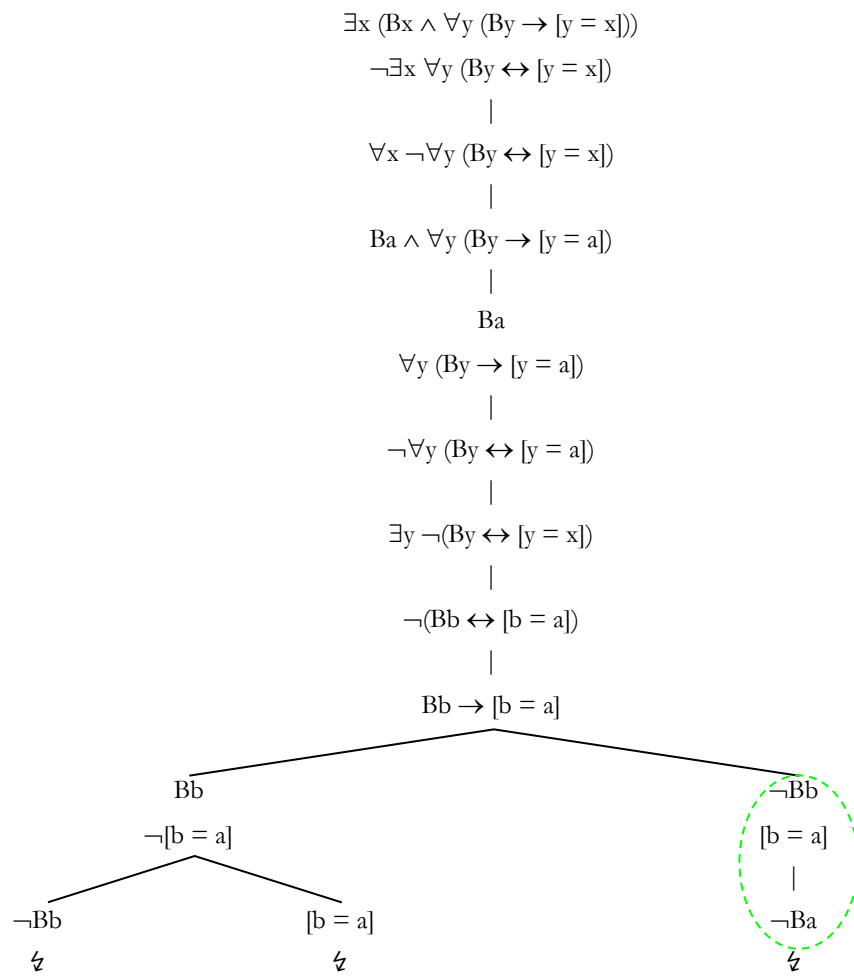 ∃x (Bx ∧ ∀y (By → [y = x]))
¬∃x ∀y (By ↔ [y = x])
∀x ¬∀y (By ↔ [y = x])
Ba ∧ ∀y (By → [y = a])
Ba
∀y (By → [y = a])
¬∀y (By ↔ [y = a])
∃y ¬(By ↔ [y = x])
¬(Bb ↔ [b = a])
Bb → [b = a]
Bb ¬Bb
¬[b = a] [b = a]
¬Bb [b = a] ¬Ba
↯ ↯ ↯